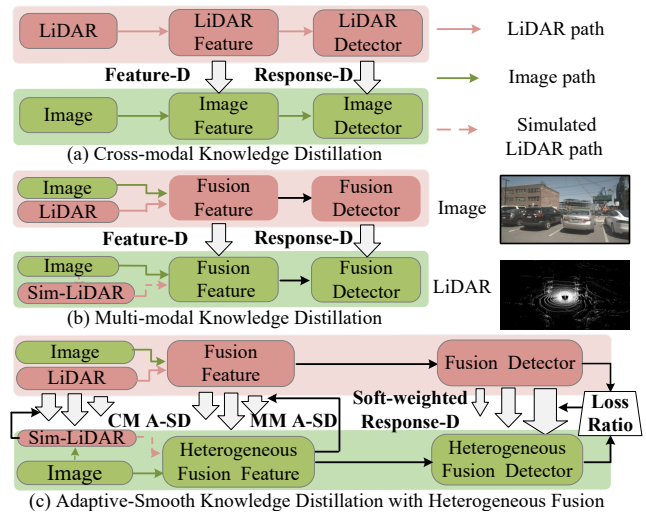 LiDAR
LiDAR
Feature
LiDAR
Detector
LiDAR path
Feature-D
Response-D
Image path
Image
Image
Feature
Image
Detector
Simulated
LiDAR path
(a) Cross-modal Knowledge Distillation
Image
LiDAR
Fusion
Feature
Fusion
Detector
Image
Feature-D
Response-D
Image
Sim-LiDAR
Fusion
Feature
Fusion
Detector
LiDAR
(b) Multi-modal Knowledge Distillation
Image
LiDAR
Fusion
Feature
Fusion Detector
CM A-SD
MM A-SD
Soft-weighted
Response-D
Loss
Ratio
Sim-LiDAR
Image
Heterogeneous
Fusion Feature
Heterogeneous
Fusion Detector
(c) Adaptive-Smooth Knowledge Distillation with Heterogeneous Fusion